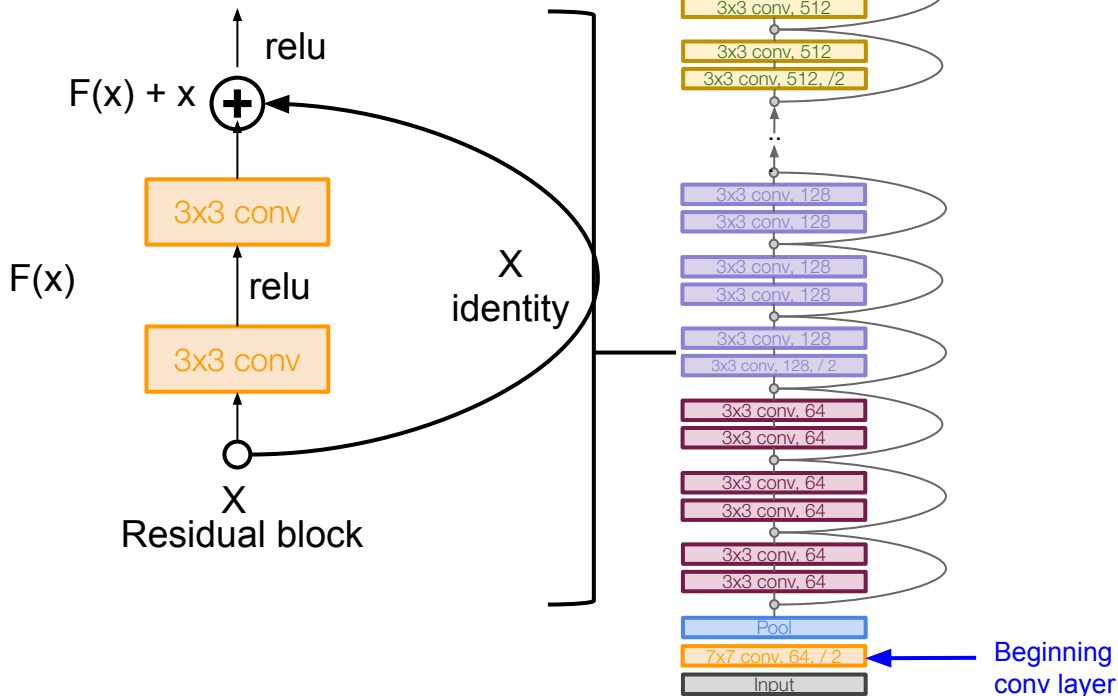 relu
F(x) + x
3x3 conv
F(x)
relu
X
identity
3x3 conv
X
Residual block
3x3 conv, 512
3x3 conv, 512
3x3 conv, 512, /2
..
3x3 conv, 128
3x3 conv, 128
3x3 conv, 128
3x3 conv, 128
3x3 conv, 128
3x3 conv, 128, / 2
3x3 conv, 64
3x3 conv, 64
3x3 conv, 64
3x3 conv, 64
3x3 conv, 64
3x3 conv, 64
Pool
7x7 conv, 64, / 2
Input
Beginning
conv layer